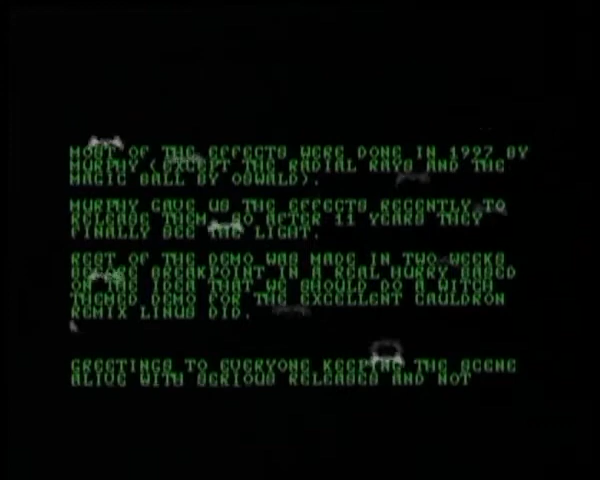 MOST OF THE EFFECTS WERE DONE IN 1997 BY
MURPHY (EXCEPT THE RADIAL RAYS AND THE
MAGIC BALL BY OSWALD).
MURPHY GAVE US THE EFFECTS RECENTLY TO
RELEASE THEM, SO AFTER 11 YEARS THEY
FINALLY SEE THE LIGHT.
REST OF THE DEMO WAS MADE IN TWO WEEKS
BEFORE BREAKPOINT IN A REAL HURRY BASED
ON THE IDEA THAT WE SHOULD DO A WITCH
THEMED DEMO FOR THE EXCELLENT CAULDRON
REMIX LINUS DID.
GREETINGS TO EVERYONE KEEPING THE SCENE
ALIVE WITH SERIOUS RELEASES AND NOT